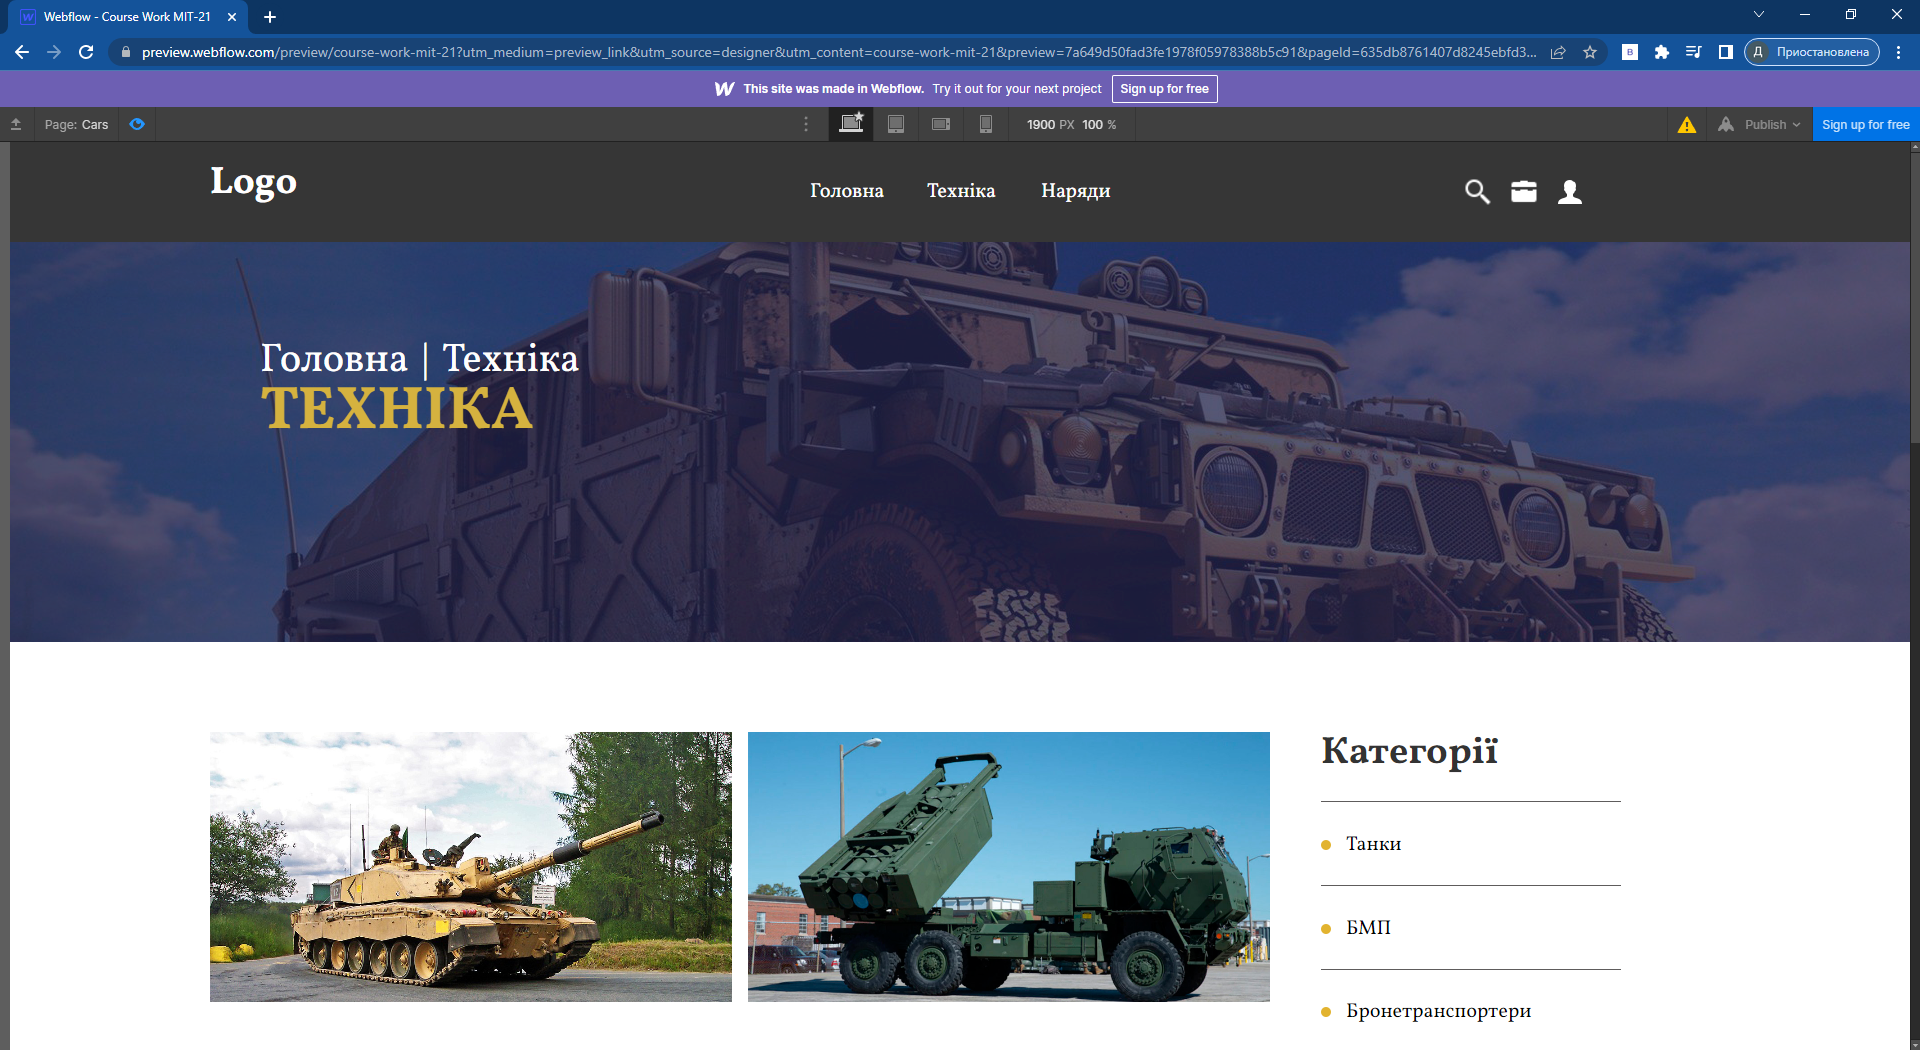 Webflow - Course Work MIT-21
preview.webflow.com/preview/course-work-mit-21?utm_medium=preview_link&utm_source=designer&utm_content=course-work-mit-21&preview=7a649d50fad3fe1978f05978388b5c91&pageId=635db8761407d8245ebfd3...
Д Приостановлена
This site was made in Webflow. Try it out for your next project Sign up for free
Page: Cars
1900 PX 100 %
Publish
Sign up for free
Logo
Головна
Техніка
Наряди
Головна | Техніка
ТЕХНІКА
Категорії
Танки
БМП
Бронетранспортери